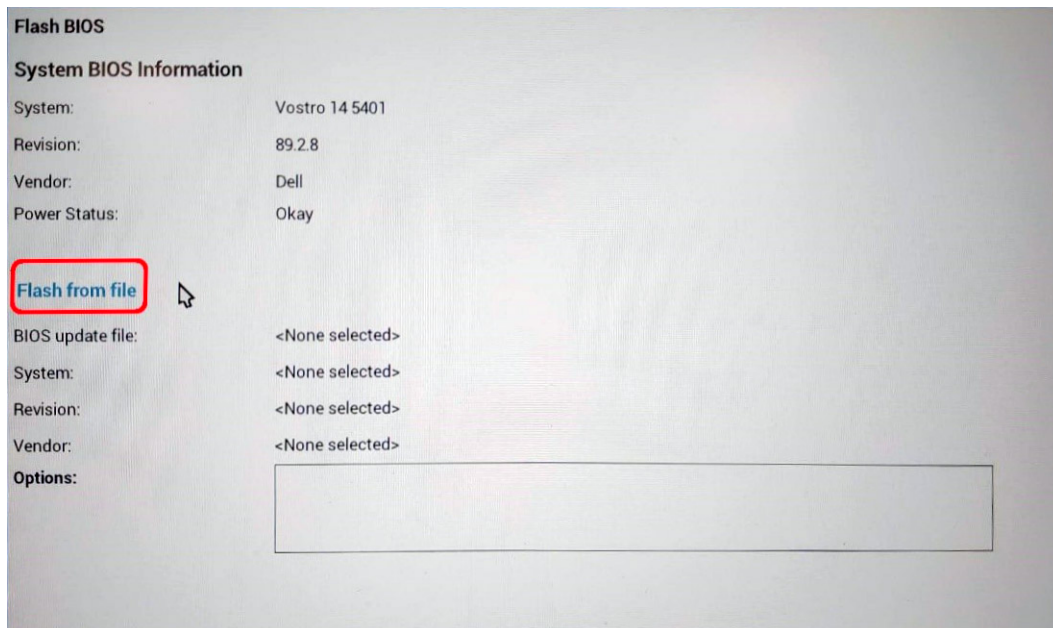 Flash BIOS
System BIOS Information
System: Vostro 14 5401
Revision: 89.2.8
Vendor: Dell
Power Status: Okay
Flash from file
BIOS update file: <None selected>
System: <None selected>
Revision: <None selected>
Vendor: <None selected>
Options: